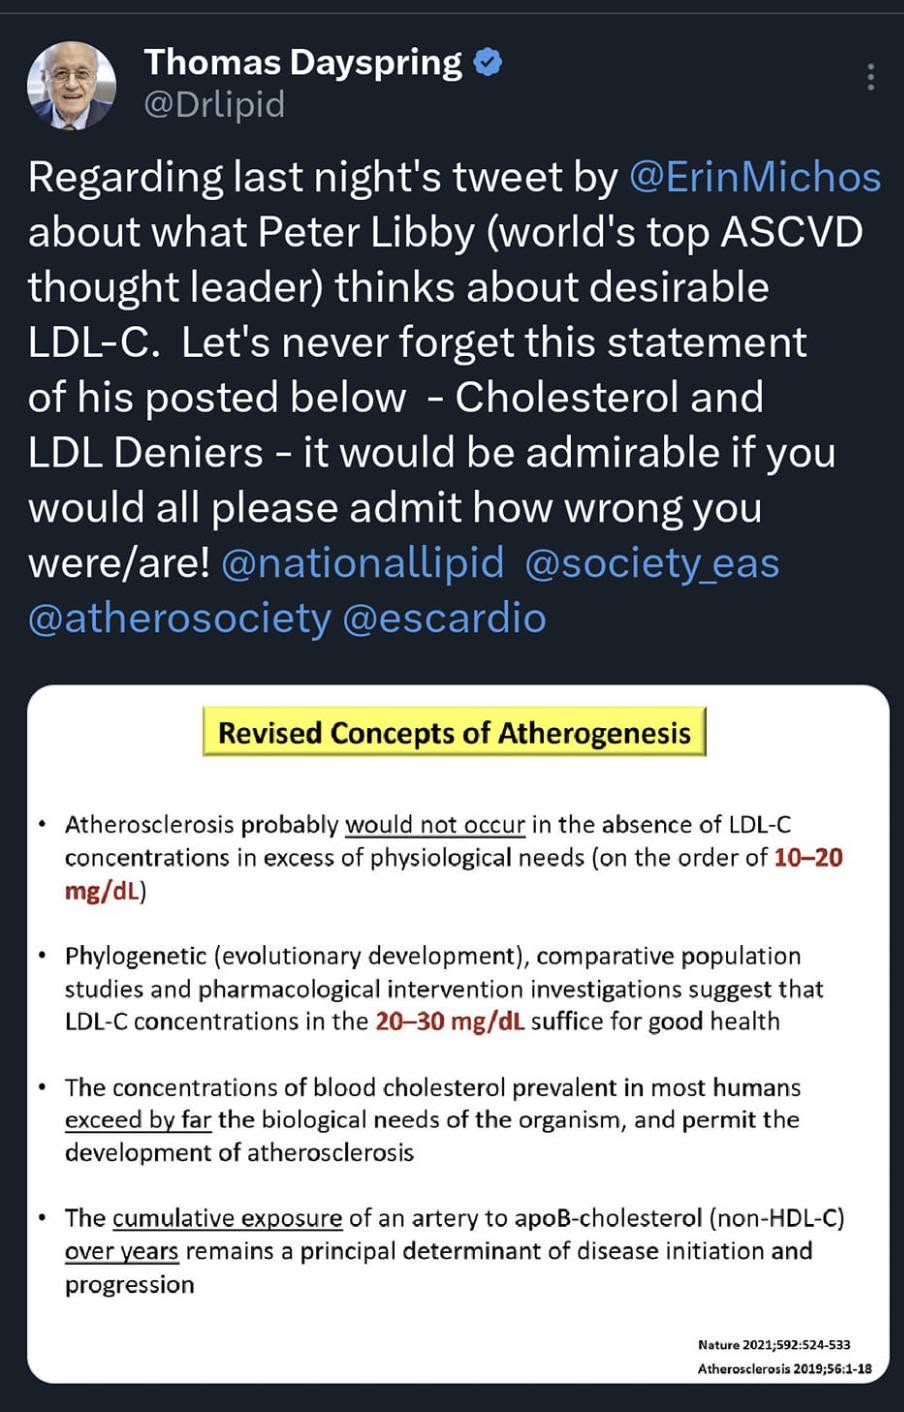 Thomas Dayspring
@Drlipid
Regarding last night's tweet by @ErinMichos
about what Peter Libby (world's top ASCVD
thought leader) thinks about desirable
LDL-C.  Let's never forget this statement
of his posted below  - Cholesterol and
LDL Deniers - it would be admirable if you
would all please admit how wrong you
were/are! @nationallipid  @society_eas
@atherosociety @escardio
Revised Concepts of Atherogenesis
• Atherosclerosis probably would not occur in the absence of LDL-C
concentrations in excess of physiological needs (on the order of 10–20
mg/dL)
• Phylogenetic (evolutionary development), comparative population
studies and pharmacological intervention investigations suggest that
LDL-C concentrations in the 20–30 mg/dL suffice for good health
• The concentrations of blood cholesterol prevalent in most humans
exceed by far the biological needs of the organism, and permit the
development of atherosclerosis
• The cumulative exposure of an artery to apoB-cholesterol (non-HDL-C)
over years remains a principal determinant of disease initiation and
progression
Nature 2021;592:524-533
Atherosclerosis 2019;56:1-18